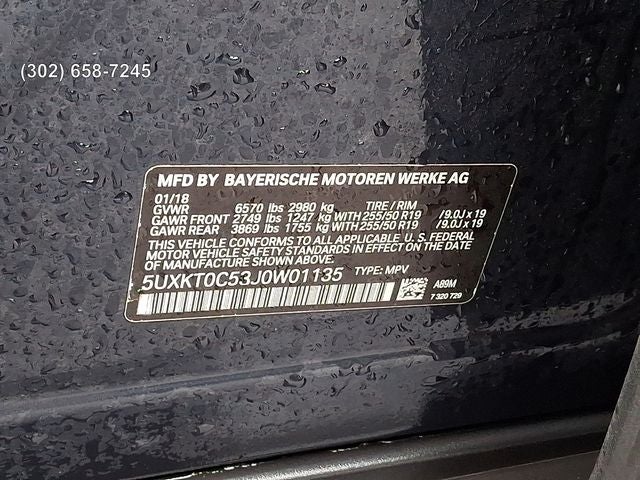 (302) 658-7245
MFD BY BAYERISCHE MOTOREN WERKE AG
01/18
GVWR 6570 lbs 2980 kg TIRE / RIM
GAWR FRONT 2749 lbs 1247 kg WITH 255/50 R19 /9.0J x 19
GAWR REAR 3869 lbs 1755 kg WITH 255/50 R19 /9.0J x 19
THIS VEHICLE CONFORMS TO ALL APPLICABLE U.S. FEDERAL
MOTOR VEHICLE SAFETY STANDARDS IN EFFECT ON THE DATE
OF MANUFACTURE SHOWN ABOVE.
5UXKT0C53J0W01135 TYPE: MPV
A89M
7 320 729